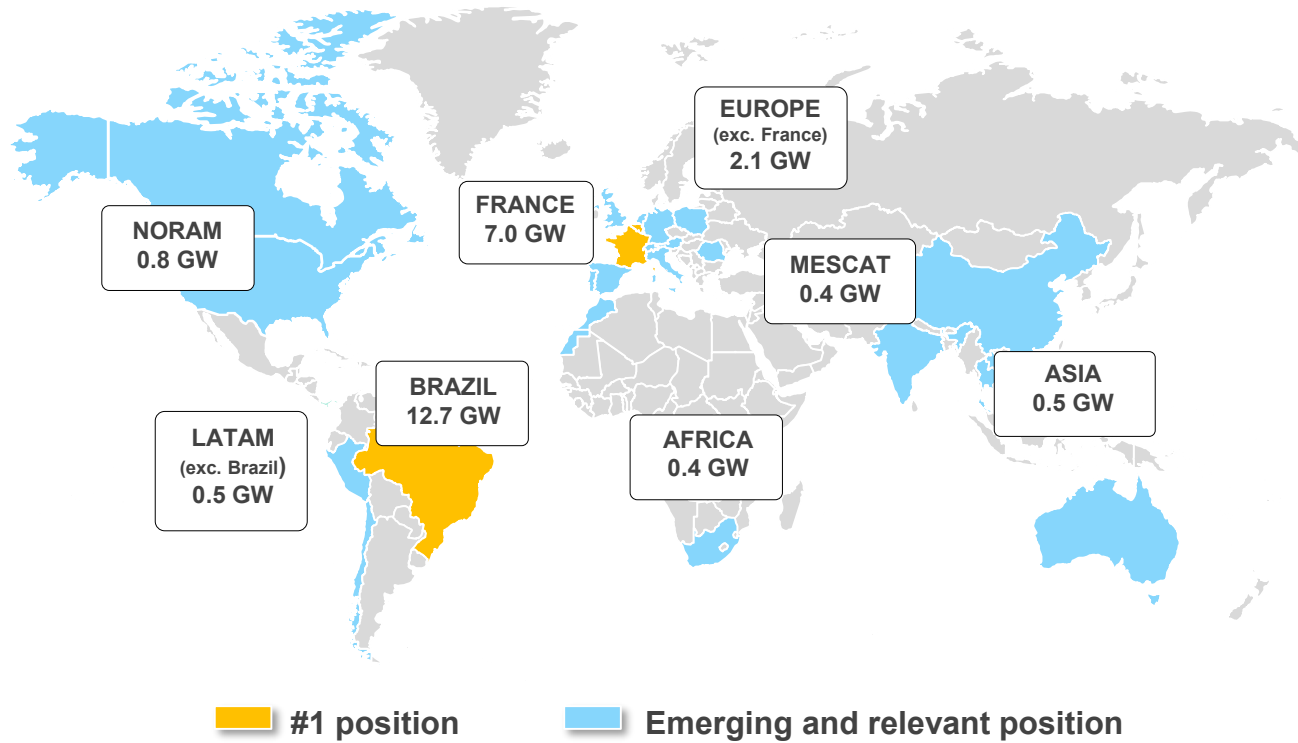 EUROPE
(exc. France)
2.1 GW
FRANCE
7.0 GW
NORAM
0.8 GW
MESCAT
0.4 GW
ASIA
0.5 GW
BRAZIL
12.7 GW
LATAM
(exc. Brazil)
0.5 GW
AFRICA
0.4 GW
#1 position
Emerging and relevant position